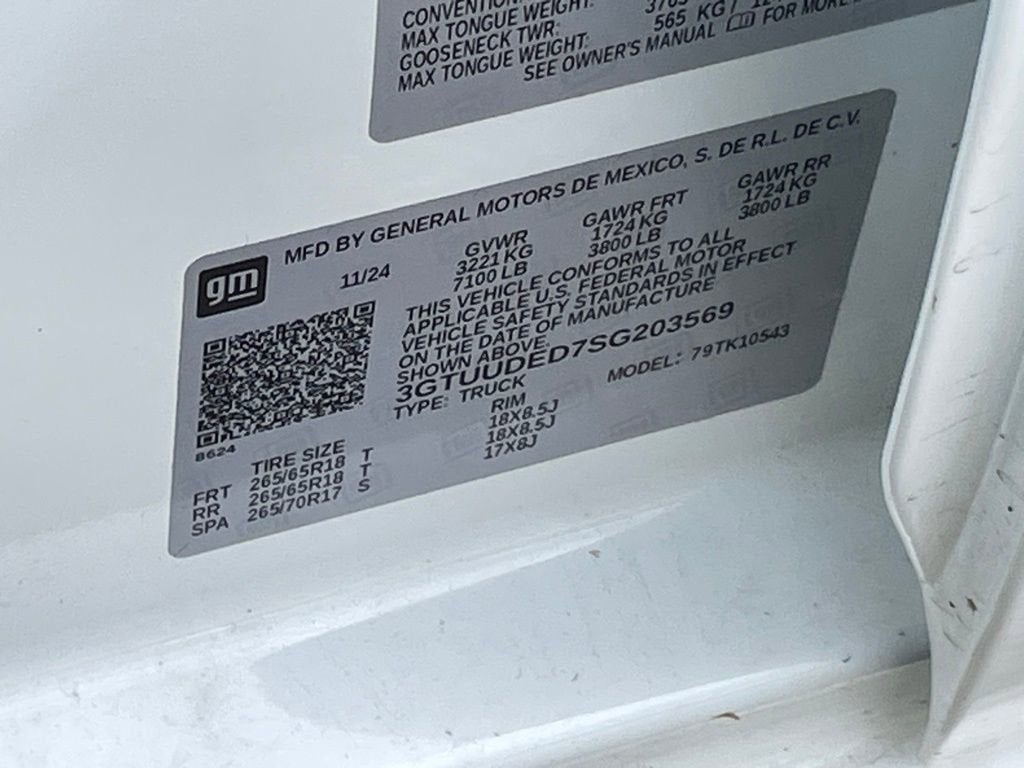 MAX TONGUE WEIGHT:
GOOSENECK TWR: 565 KG/
MAX TONGUE WEIGHT:
SEE OWNER'S MANUAL FOR MORE
MFD BY GENERAL MOTORS DE MEXICO, S. DE R.L. DE C.V.
gm
11/24 GVWR GAWR FRT GAWR RR
3221 KG 1724 KG 1724 KG
7100 LB 3800 LB 3800 LB
THIS VEHICLE CONFORMS TO ALL
APPLICABLE U.S. FEDERAL MOTOR
VEHICLE SAFETY STANDARDS IN EFFECT
ON THE DATE OF MANUFACTURE
SHOWN ABOVE.
3GTUUDED7SG203569
TYPE: TRUCK MODEL: 79TK10543
B624
TIRE SIZE RIM
FRT 265/65R18 T 18X8.5J
RR 265/65R18 T 18X8.5J
SPA 265/70R17 S 17X8J